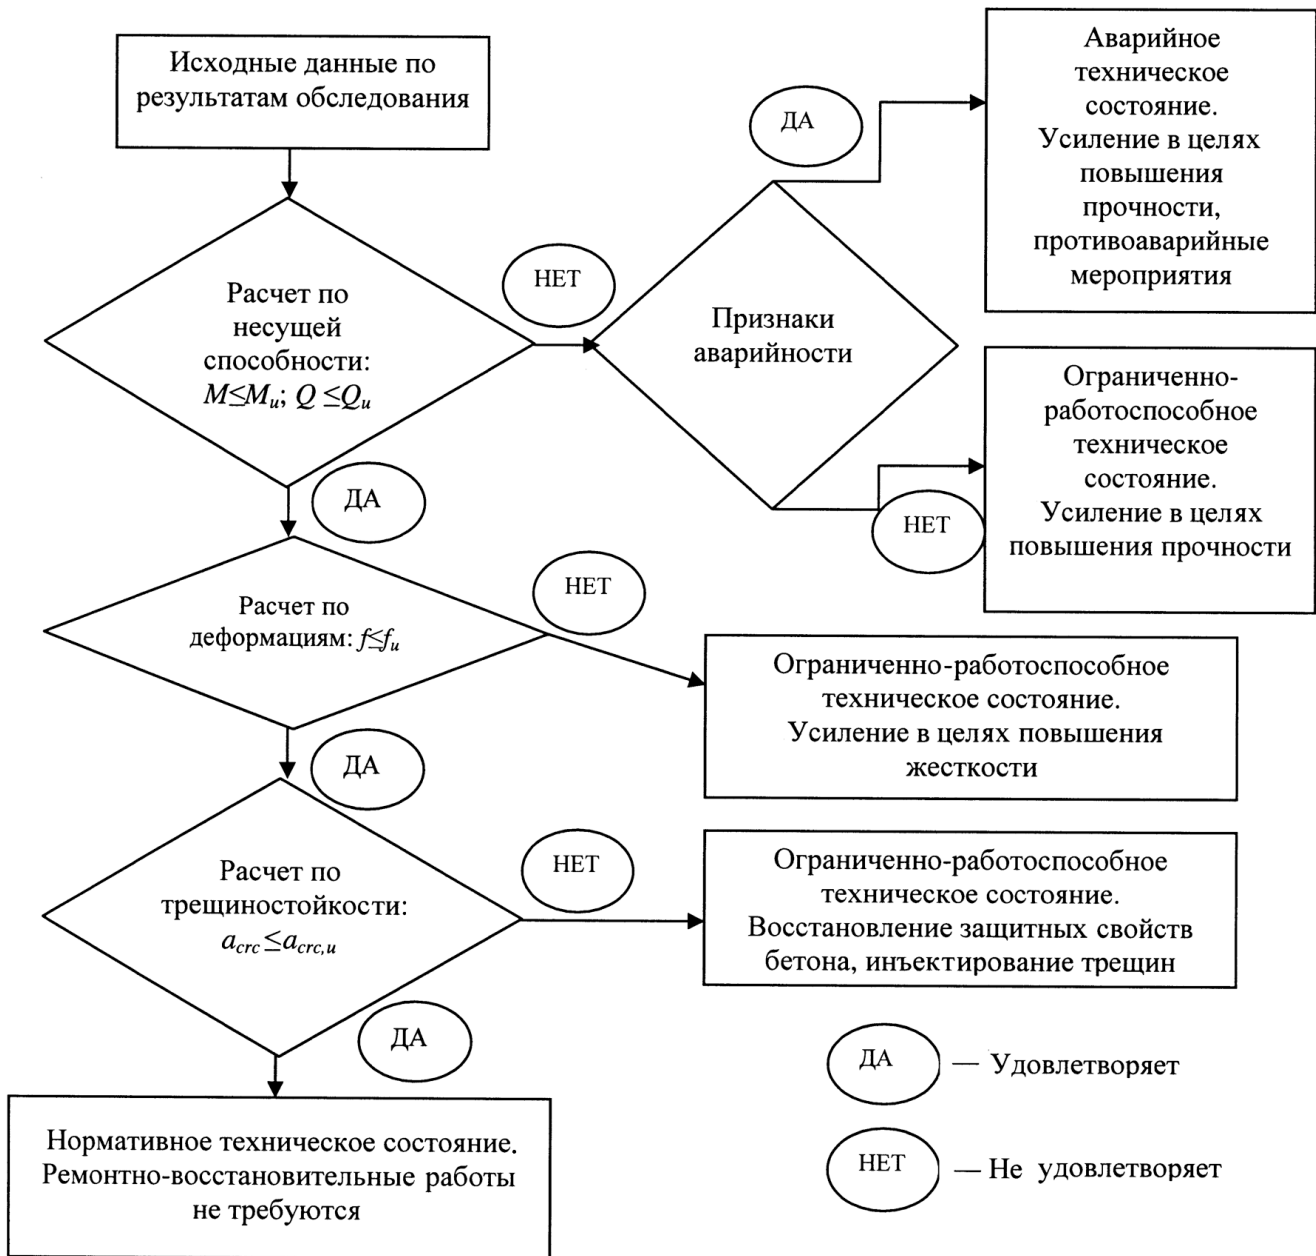 Исходные данные по
результатам обследования
ДА
Аварийное
техническое
состояние.
Усиление в целях
повышения
прочности,
противоаварийные
мероприятия
Расчет по
несущей
способности:
M≤Mu; Q ≤Qu
НЕТ
Признаки
аварийности
Ограниченно-
работоспособное
техническое
состояние.
Усиление в целях
повышения прочности
НЕТ
ДА
Расчет по
деформациям: f≤fu
НЕТ
Ограниченно-работоспособное
техническое состояние.
Усиление в целях повышения
жесткости
ДА
Расчет по
трещиностойкости:
acrc ≤acrc,u
НЕТ
Ограниченно-работоспособное
техническое состояние.
Восстановление защитных свойств
бетона, инъектирование трещин
ДА
Нормативное техническое состояние.
Ремонтно-восстановительные работы
не требуются
ДА — Удовлетворяет
НЕТ — Не удовлетворяет